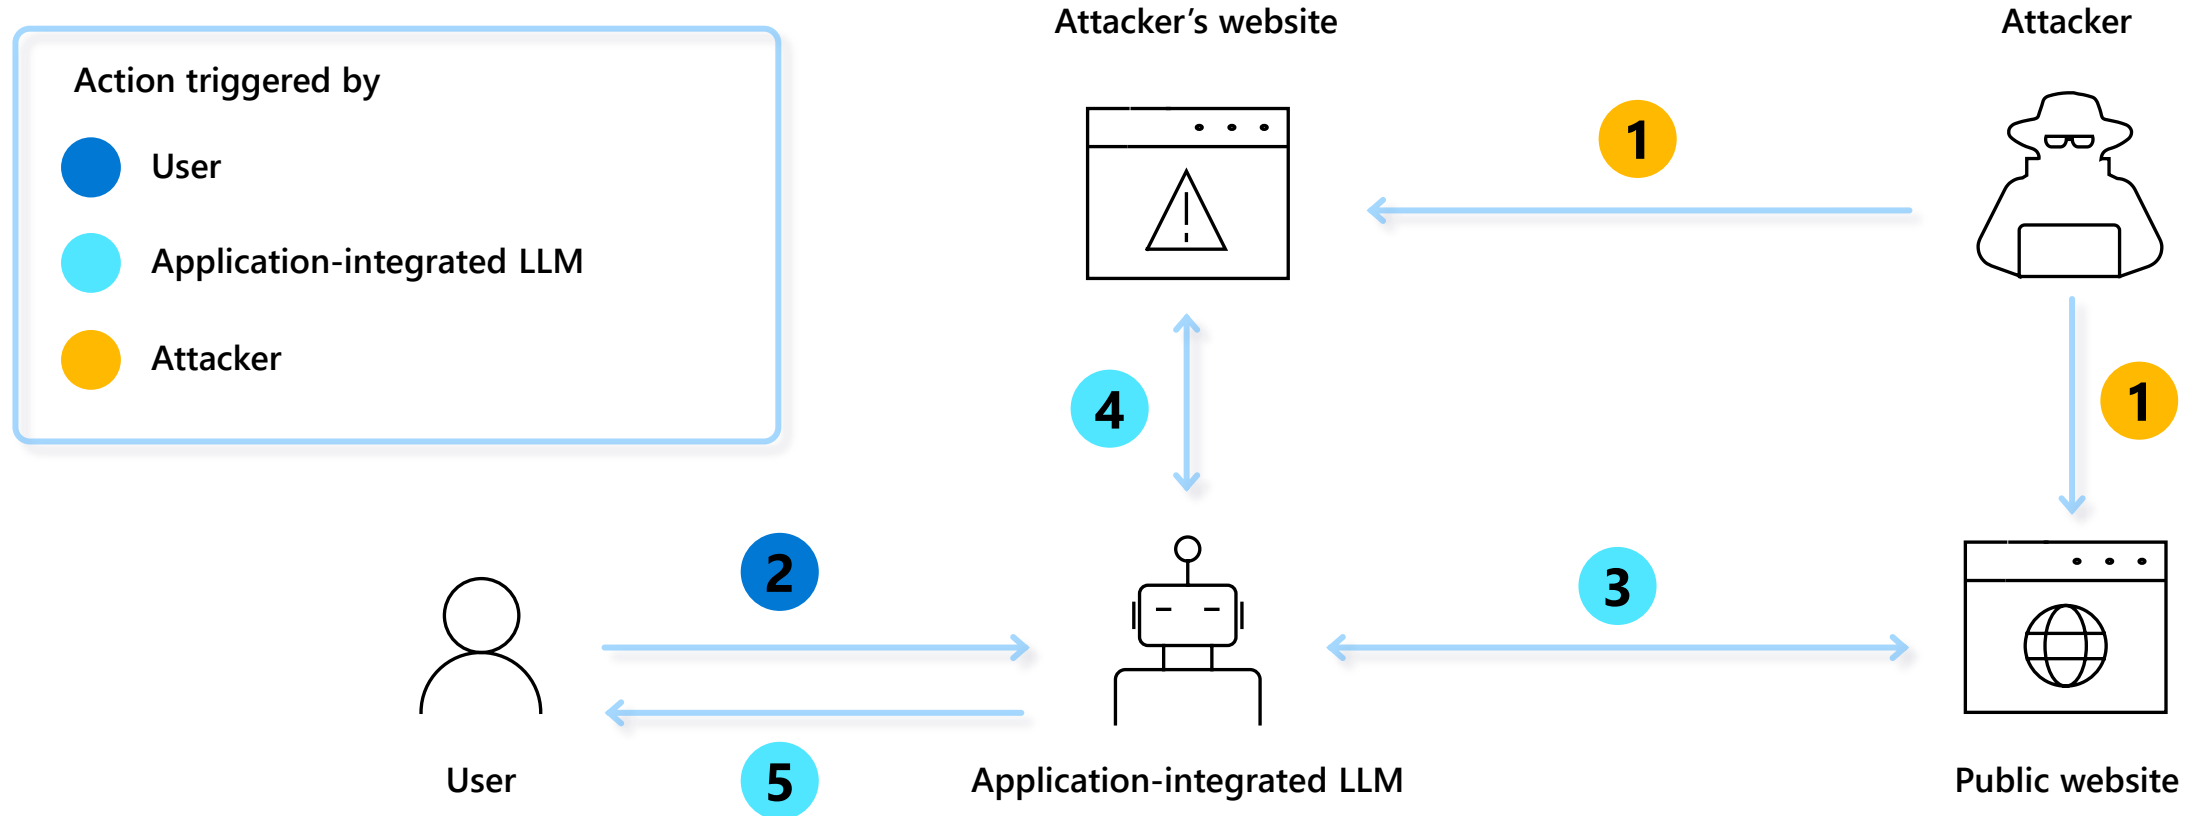 Attacker’s website
Attacker
Action triggered by
User
Application-integrated LLM
Attacker
1
1
4
2
3
5
User
Application-integrated LLM
Public website